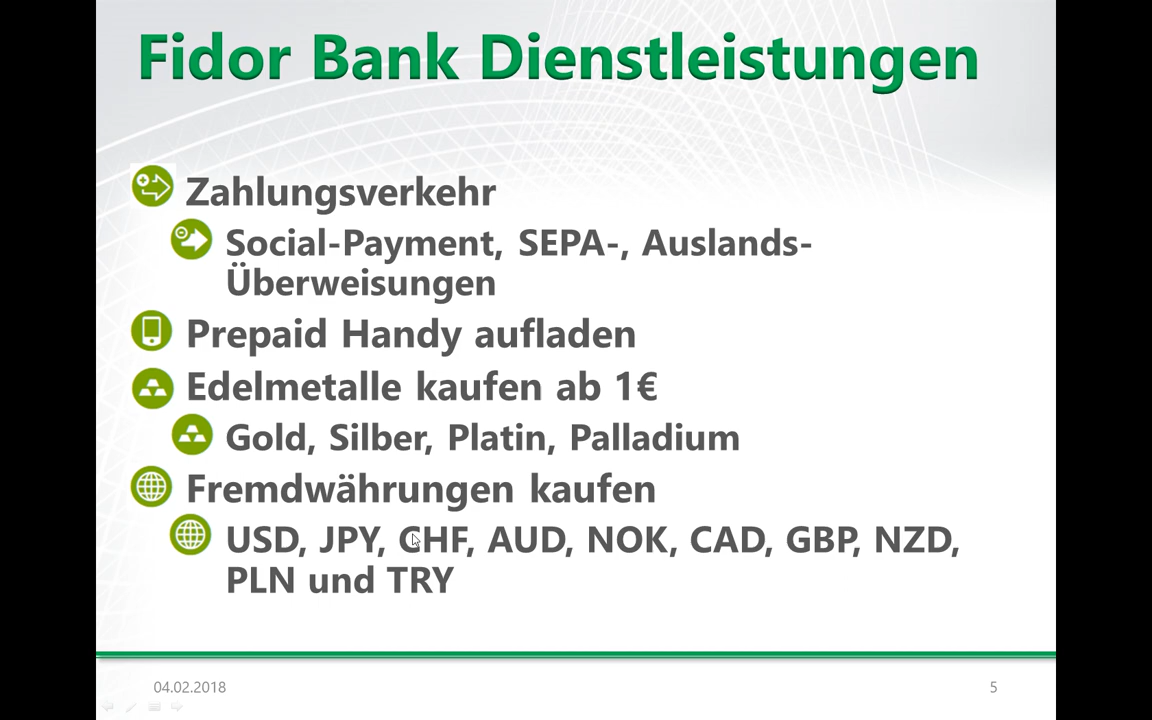 Fidor Bank Dienstleistungen
Zahlungsverkehr
Social-Payment, SEPA-, Auslands-
Überweisungen
Prepaid Handy aufladen
Edelmetalle kaufen ab 1€
Gold, Silber, Platin, Palladium
Fremdwährungen kaufen
USD, JPY, CHF, AUD, NOK, CAD, GBP, NZD,
PLN und TRY
04.02.2018
5